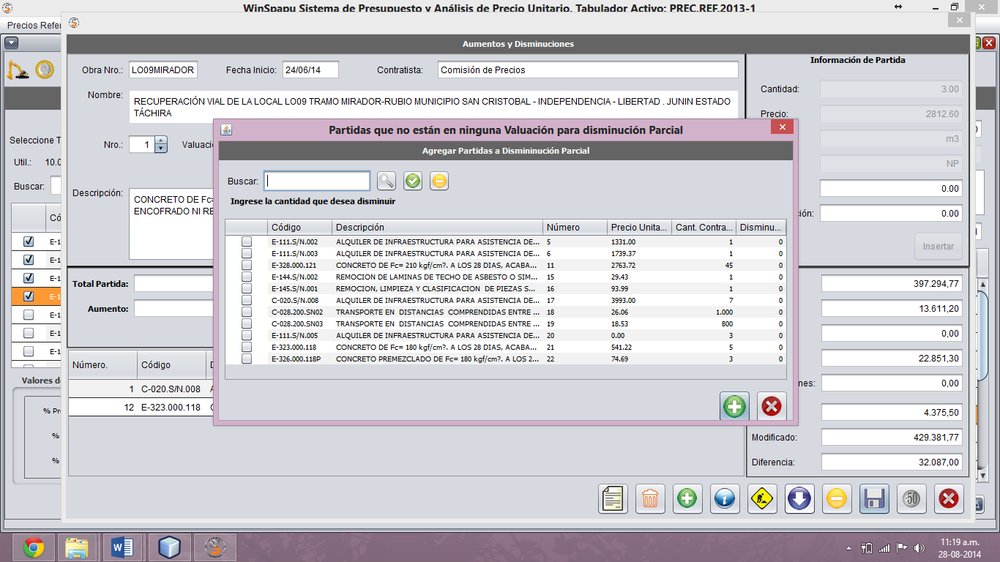 WinSpapu Sistema de Presupuesto y Análisis de Precio Unitario. Tabulador Activo: PREC.REF.2013-1
Precios Refer
Aumentos y Disminuciones
Obra Nro.: LO09MIRADOR Fecha Inicio: 24/06/14 Contratista: Comisión de Precios
Nombre: RECUPERACIÓN VIAL DE LA LOCAL LO09 TRAMO MIRADOR-RUBIO MUNICIPIO SAN CRISTOBAL - INDEPENDENCIA - LIBERTAD . JUNIN ESTADO
TÁCHIRA
Nro.: 1 Valuació
Descripción: CONCRETO DE Fc=
ENCOFRADO NI RE
Información de Partida
Cantidad: 3.00
Precio: 2812.60
m3
NP
0.00
ión: 0.00
Insertar
Seleccione T
Util.: 10.0
Buscar:
Có
E-1
E-1
E-1
E-1
E-1
E-1
E-1
Valores de
% Pre
%
%
Partidas que no están en ninguna Valuación para disminución Parcial
Agregar Partidas a Dismininución Parcial
Buscar:
Ingrese la cantidad que desea disminuir
Código Descripción Número Precio Unita... Cant. Contra... Disminu...
E-111.S/N.002 ALQUILER DE INFRAESTRUCTURA PARA ASISTENCIA DE... 5 1331.00 1 0
E-111.S/N.003 ALQUILER DE INFRAESTRUCTURA PARA ASISTENCIA DE... 6 1739.37 1 0
E-328.000.121 CONCRETO DE Fc= 210 kgf/cm?. A LOS 28 DIAS, ACABA... 11 2763.72 45 0
E-144.S/N.002 REMOCION DE LAMINAS DE TECHO DE ASBESTO O SIM... 15 29.43 1 0
E-145.S/N.001 REMOCION, LIMPIEZA Y CLASIFICACION DE PIEZAS S... 16 93.99 1 0
C-020.S/N.008 ALQUILER DE INFRAESTRUCTURA PARA ASISTENCIA DE... 17 3993.00 7 0
C-028.200.SN02 TRANSPORTE EN DISTANCIAS COMPRENDIDAS ENTRE ... 18 26.06 1.000 0
C-028.200.SN03 TRANSPORTE EN DISTANCIAS COMPRENDIDAS ENTRE ... 19 18.53 800 0
E-111.S/N.005 ALQUILER DE INFRAESTRUCTURA PARA ASISTENCIA DE... 20 0.00 3 0
E-323.000.118 CONCRETO DE Fc= 180 kgf/cm?. A LOS 28 DIAS, ACABA... 21 541.22 5 0
E-326.000.118P CONCRETO PREMEZCLADO DE Fc= 180 kgf/cm?. A LOS 2... 22 74.69 3 0
Total Partida:
Aumento:
Número. Código D
1 C-020.S/N.008 A
12 E-323.000.118 C
397.294,77
13.611,20
0,00
22.851,30
nes: 0,00
4.375,50
Modificado: 429.381,77
Diferencia: 32.087,00
50
11:19 a.m.
28-08-2014